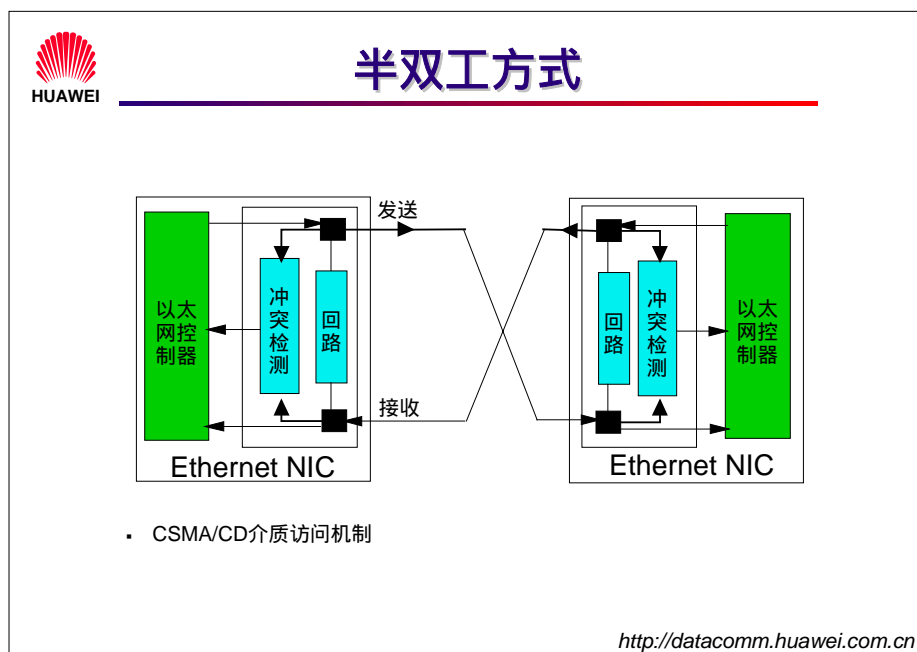 HUAWEI
半双工方式
发送
以太
网控
制器
冲
突
检
测
回
路
接收
Ethernet NIC
回
路
冲
突
检
测
以太
网控
制器
Ethernet NIC
▪ CSMA/CD介质访问机制
http://datacomm.huawei.com.cn